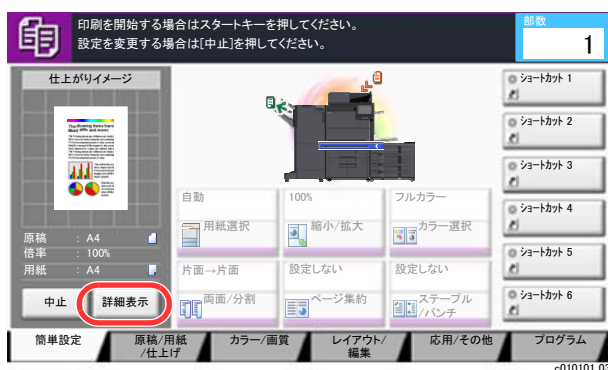 印刷を開始する場合はスタートキーを押してください。
設定を変更する場合は[中止]を押してください。
部数
1
仕上がりイメージ
原稿 : A4
倍率 : 100%
用紙 : A4
中止
詳細表示
自動
用紙選択
100%
縮小/拡大
フルカラー
カラー選択
片面→片面
両面/分割
設定しない
ページ集約
設定しない
ステープル
/パンチ
ショートカット 1
ショートカット 2
ショートカット 3
ショートカット 4
ショートカット 5
ショートカット 6
簡単設定
原稿/用紙
/仕上げ
カラー/画質
レイアウト/
編集
応用/その他
プログラム
c010101_03